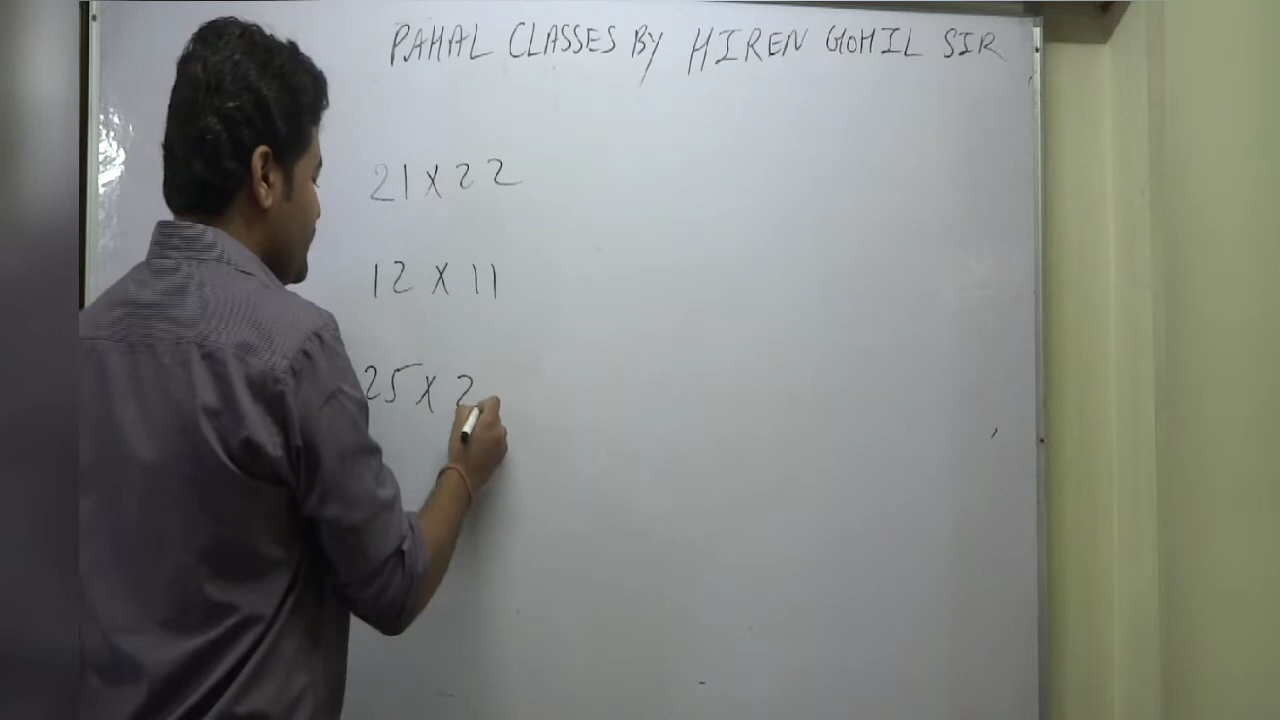 PAHAL CLASSES BY HIREN GOHIL SIR
21 X 22
12 X 11
25 X 2